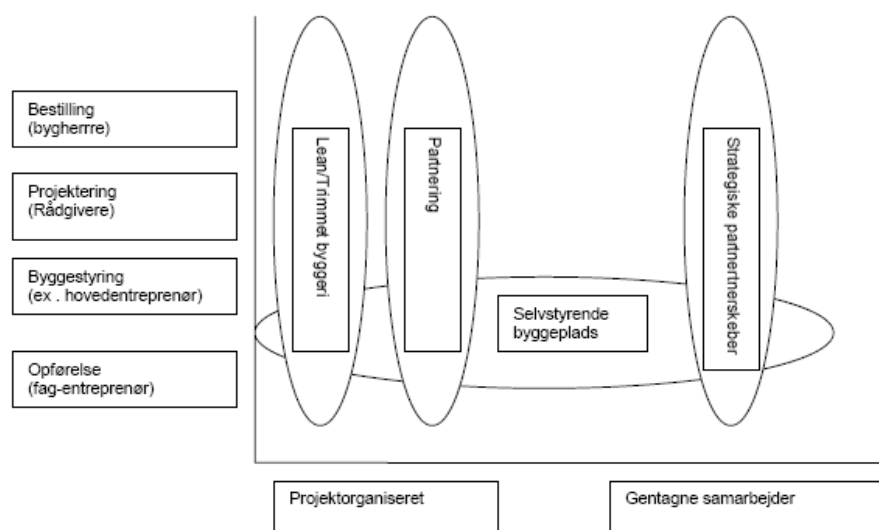 Bestilling
(bygherrre)
Projektering
(Rådgivere)
Byggestyring
(ex . hovedentreprenør)
Opførelse
(fag-entreprenør)
Lean/Trimmet byggeri
Partnering
Selvstyrende
byggeplads
Strategiske partnertnerskeber
Projektorganiseret
Gentagne samarbejder